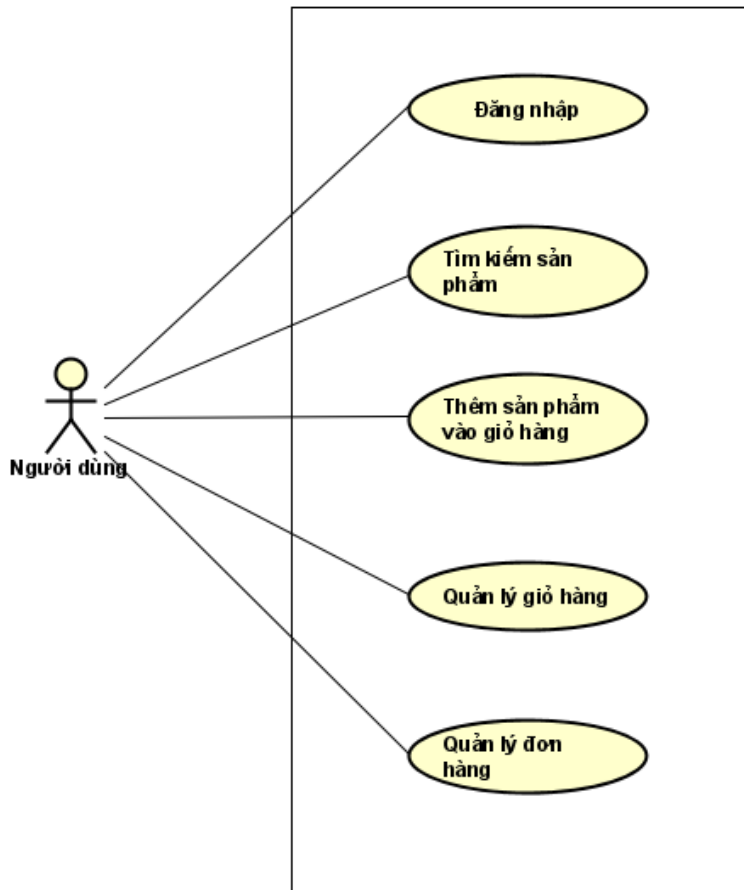 Đăng nhập
Tìm kiếm sản
phẩm
Thêm sản phẩm
vào giỏ hàng
Người dùng
Quản lý giỏ hàng
Quản lý đơn
hàng